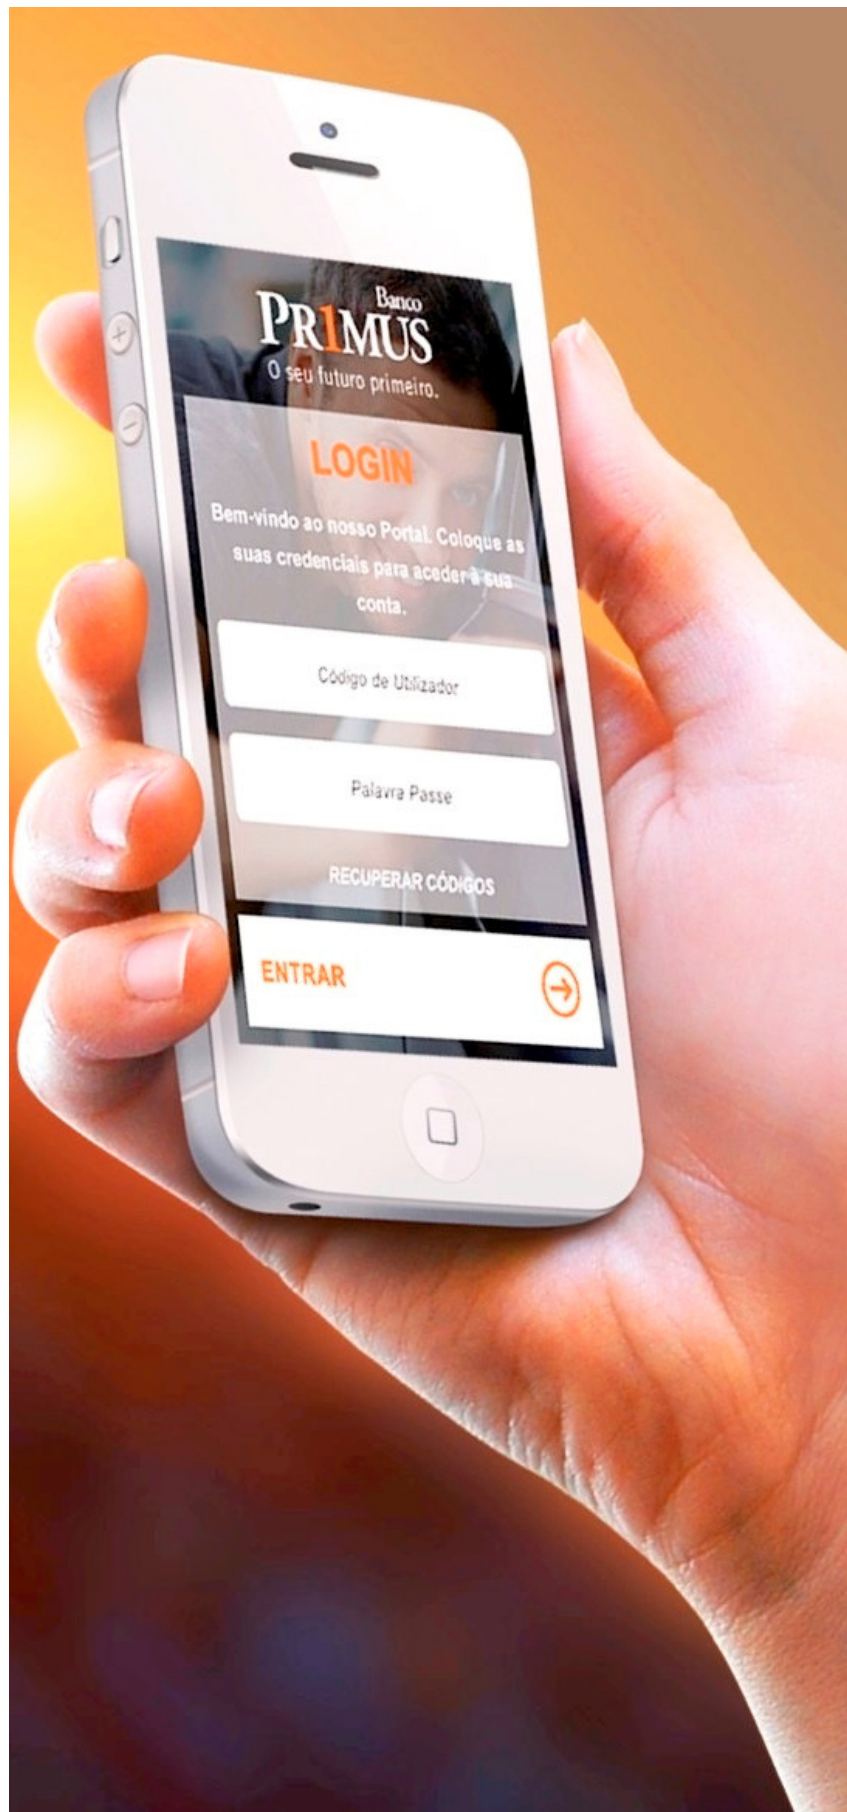 Banco
PR1MUS
O seu futuro primeiro.
LOGIN
Bem-vindo ao nosso Portal. Coloque as
suas credenciais para aceder à sua
conta.
Código de Utilizador
Palavra Passe
RECUPERAR CÓDIGOS
ENTRAR